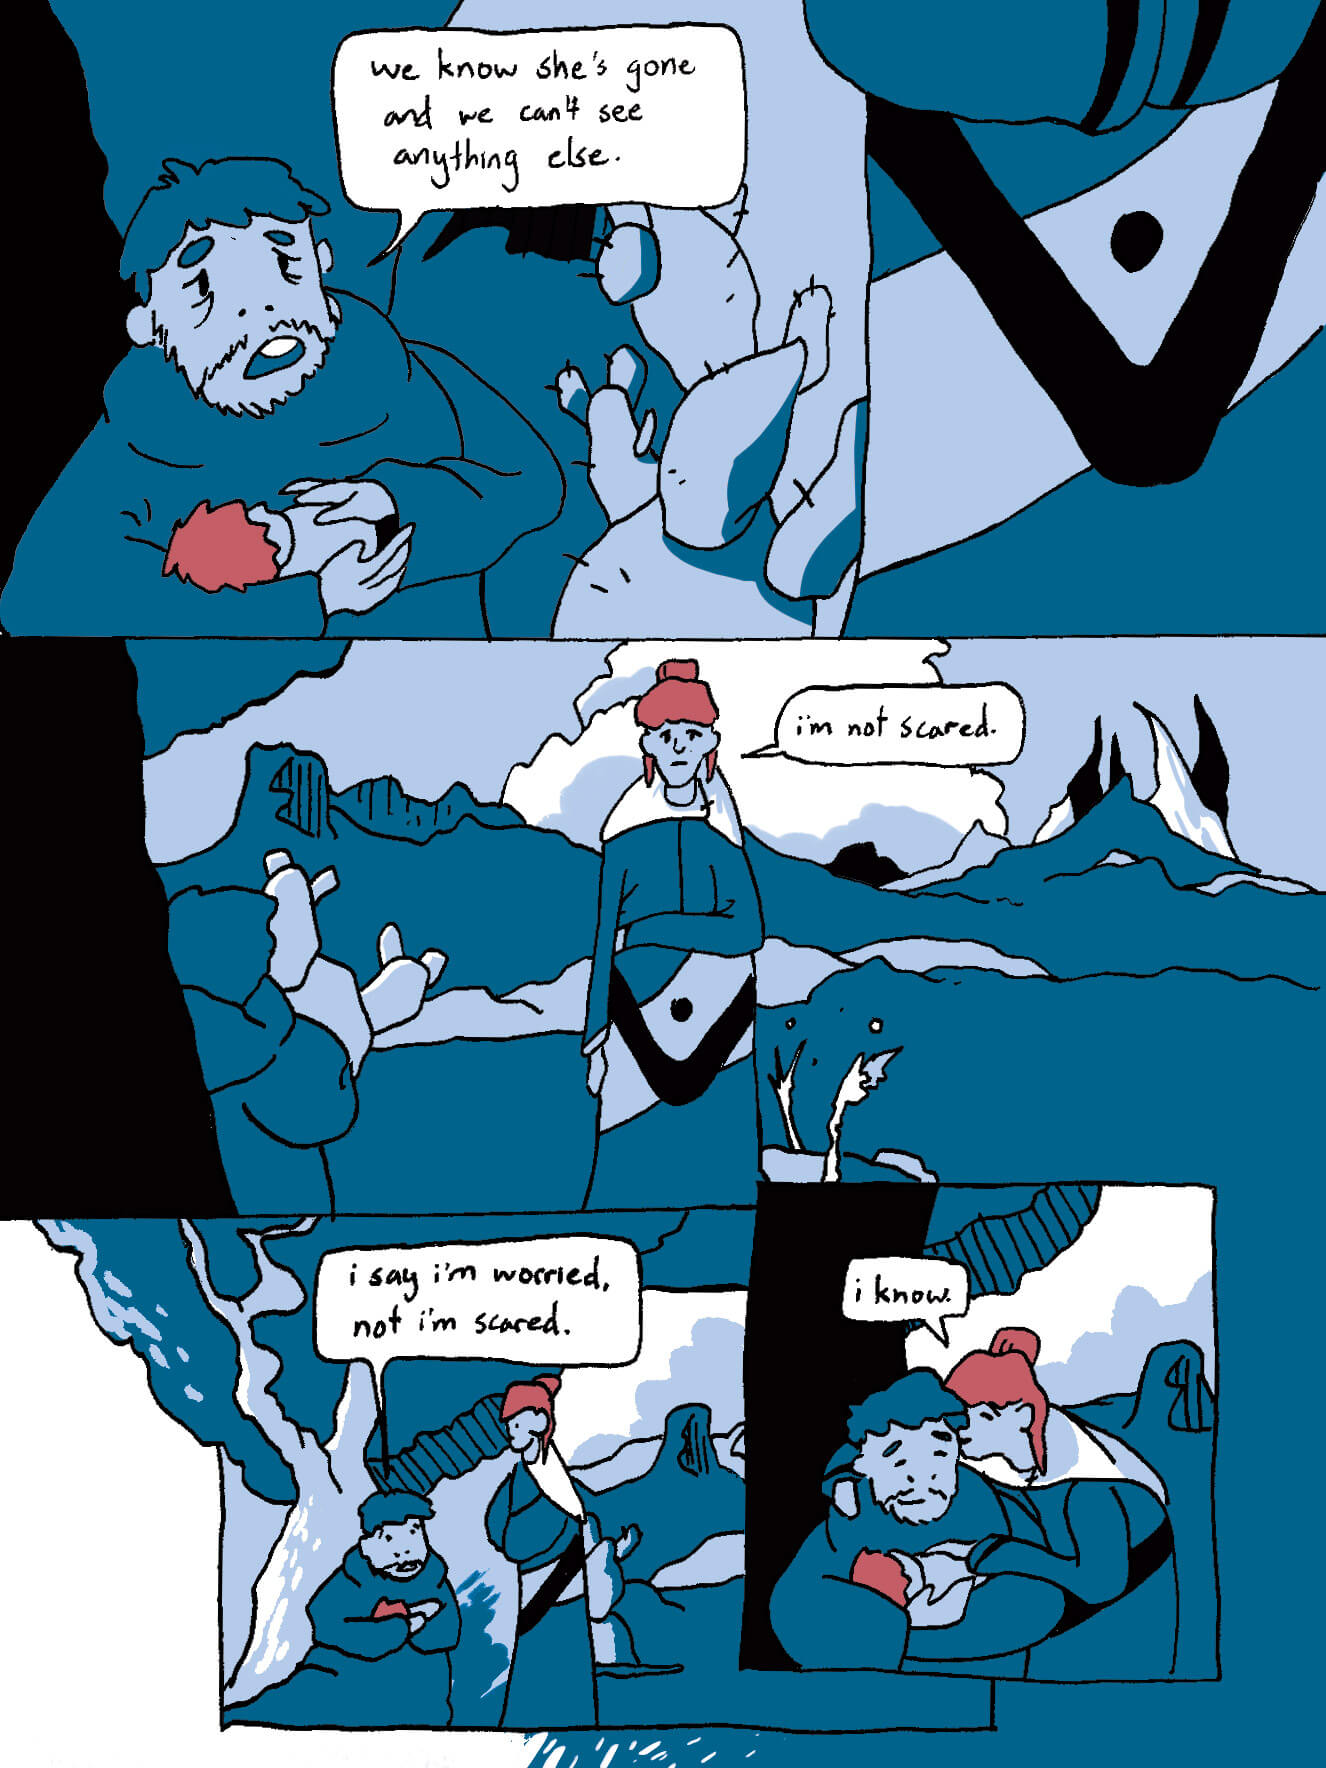 we know she's gone
and we can't see
anything else.
i'm not scared.
i say i'm worried,
not i'm scared.
i know.